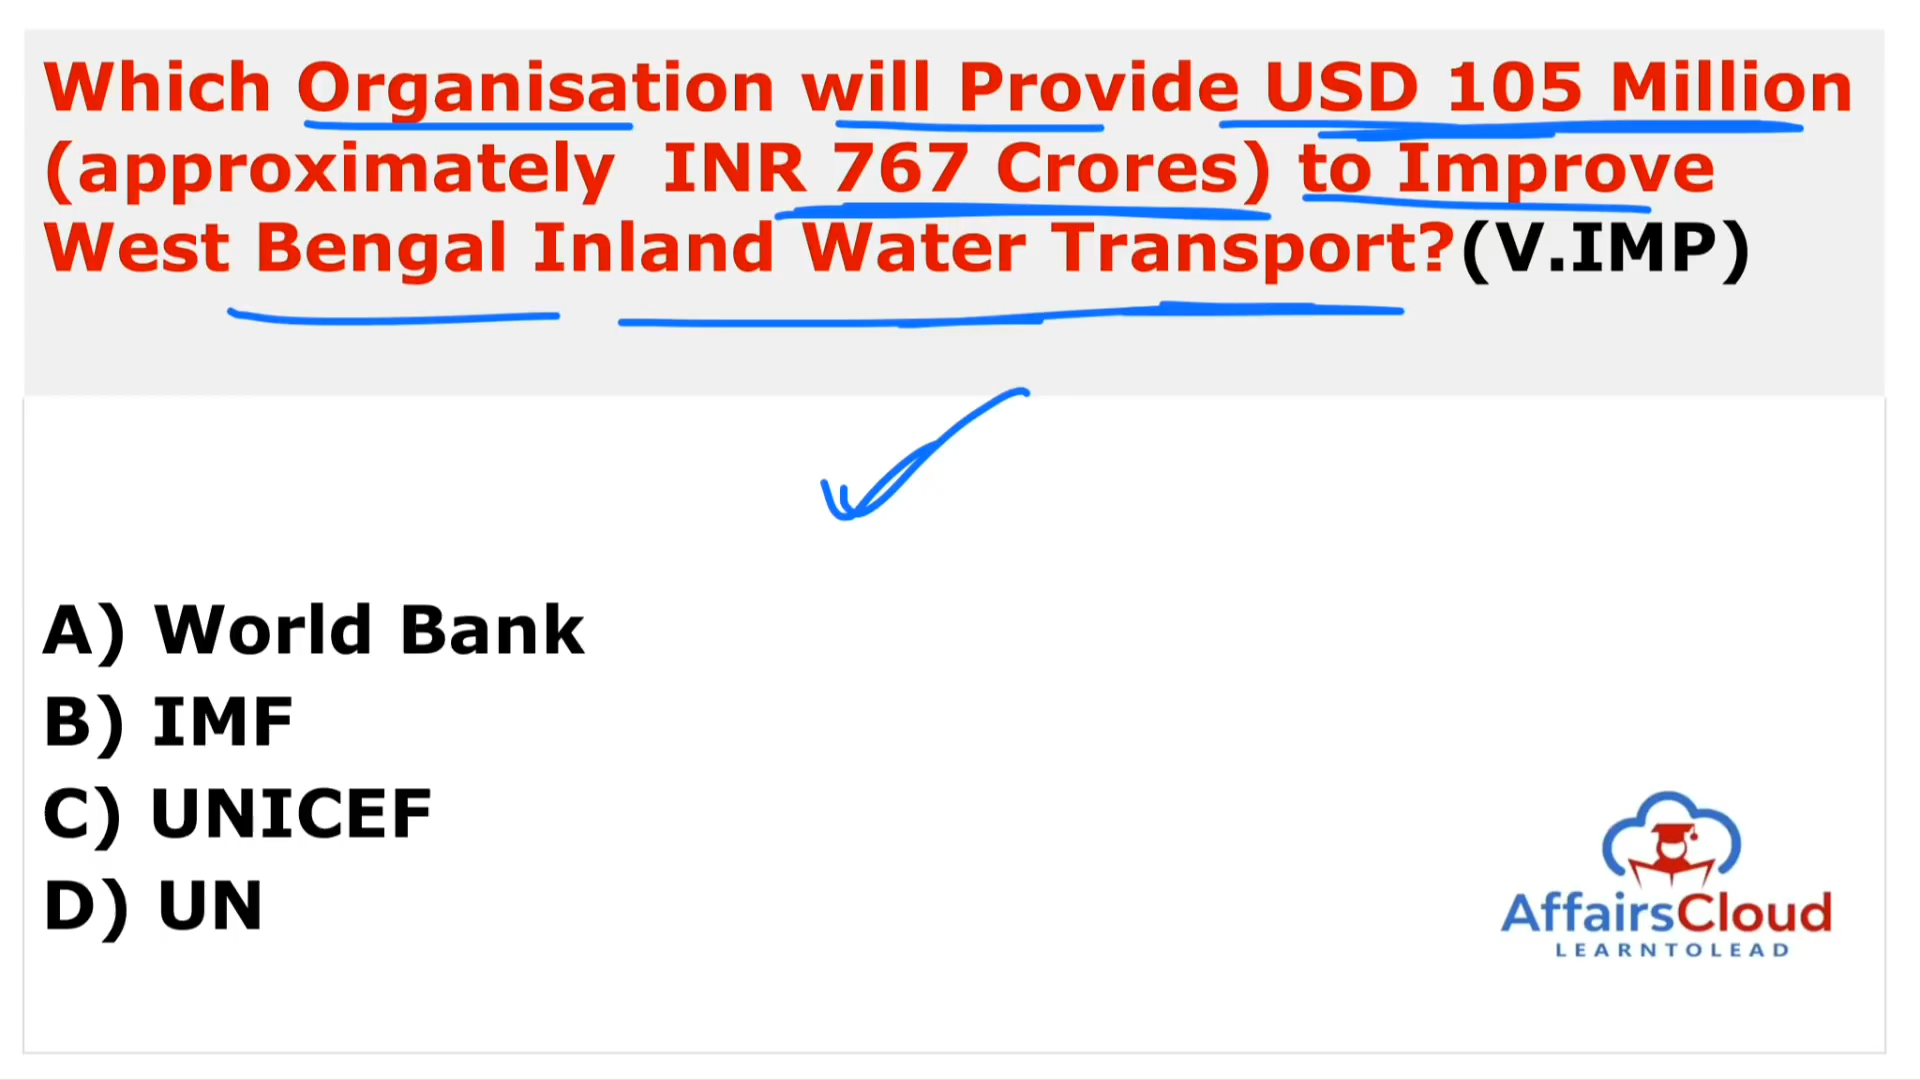 Which Organisation will Provide USD 105 Million
(approximately INR 767 Crores) to Improve
West Bengal Inland Water Transport?(V.IMP)
A) World Bank
B) IMF
C) UNICEF
D) UN
AffairsCloud
LEARNTOLEAD